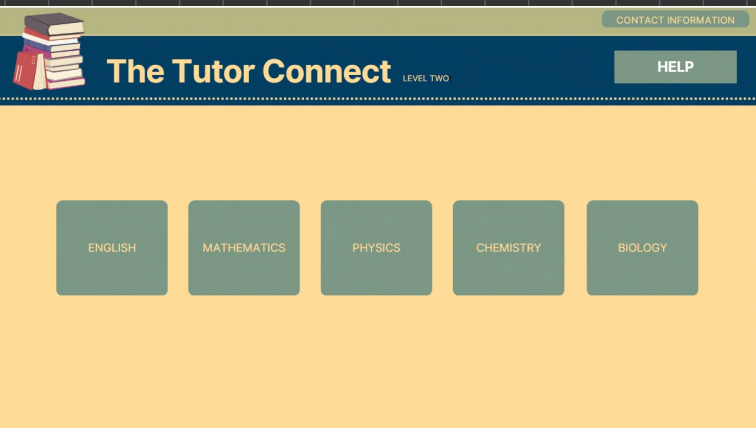 CONTACT INFORMATION
The Tutor Connect LEVEL TWO
HELP
ENGLISH
MATHEMATICS
PHYSICS
CHEMISTRY
BIOLOGY